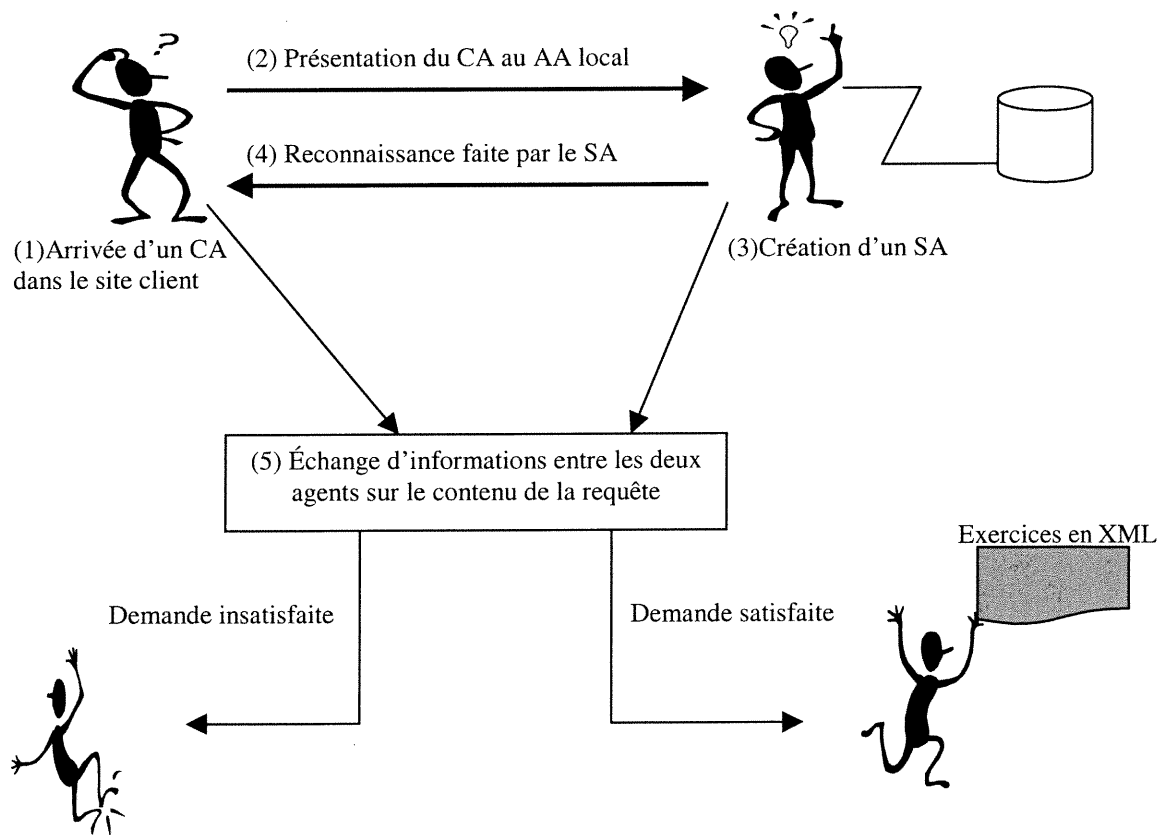 ?
(2) Présentation du CA au AA local
(4) Reconnaissance faite par le SA
(1)Arrivée d'un CA
dans le site client
(3)Création d'un SA
(5) Échange d'informations entre les deux
agents sur le contenu de la requête
Exercices en XML
Demande insatisfaite
Demande satisfaite